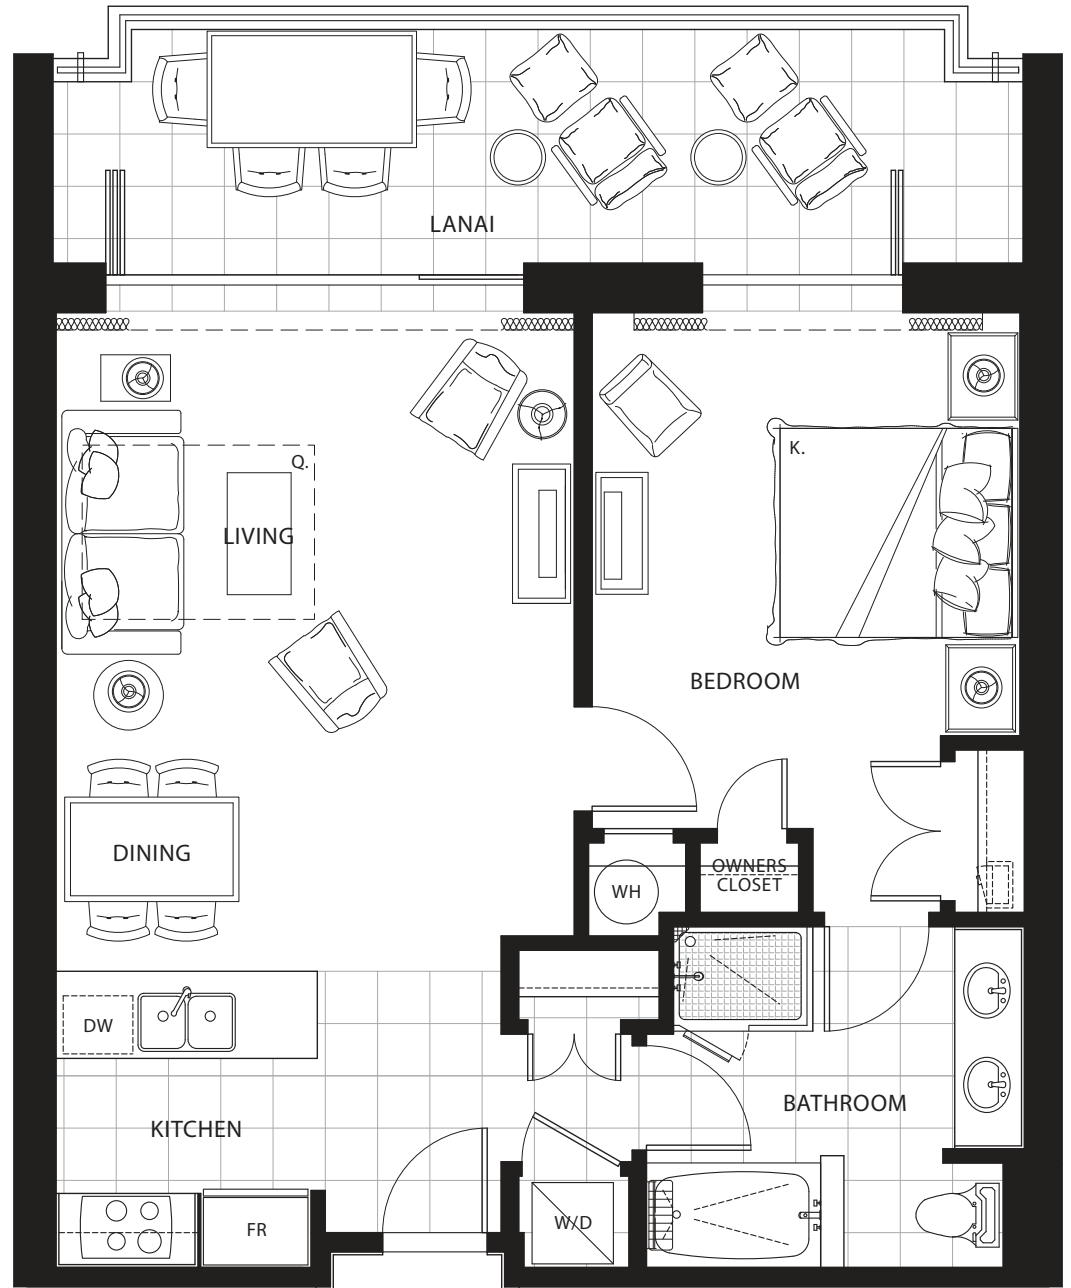 LANAI
Q.
K.
LIVING
BEDROOM
DINING
WH
OWNERS
CLOSET
DW
KITCHEN
BATHROOM
FR
W/D